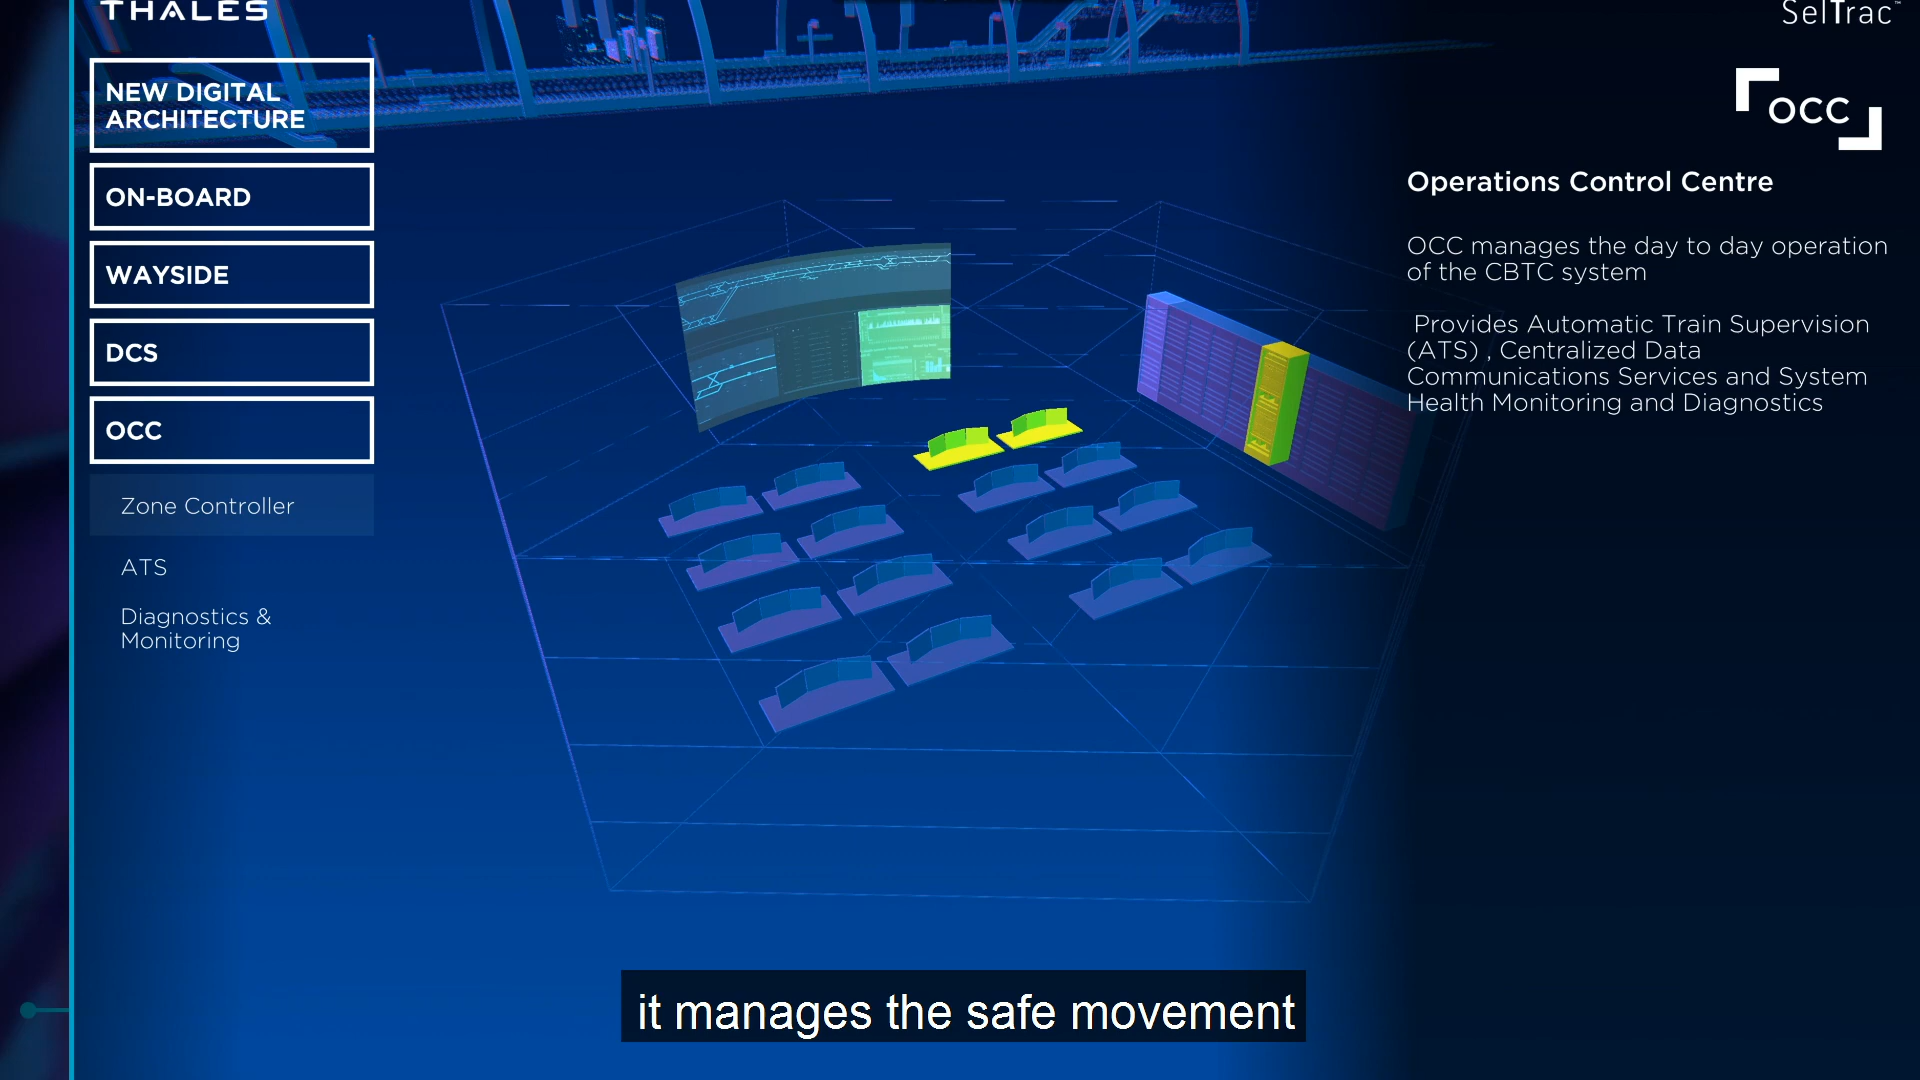 THALES
SelTrac™
NEW DIGITAL
ARCHITECTURE
ON-BOARD
WAYSIDE
DCS
OCC
Zone Controller
ATS
Diagnostics &
Monitoring
OCC
Operations Control Centre
OCC manages the day to day operation
of the CBTC system
Provides Automatic Train Supervision
(ATS) , Centralized Data
Communications Services and System
Health Monitoring and Diagnostics
it manages the safe movement